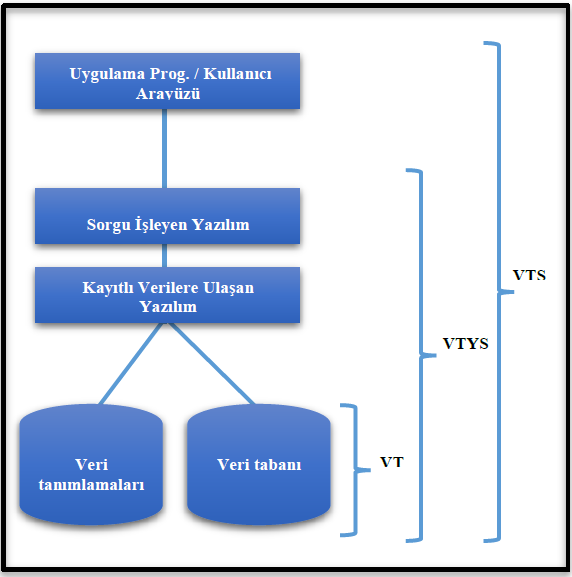 Uygulama Prog. / Kullanıcı
Arayüzü
Sorgu İşleyen Yazılım
Kayıtlı Verilere Ulaşan
Yazılım
Veri
tanımlamaları
Veri tabanı
VT
VTYS
VTS